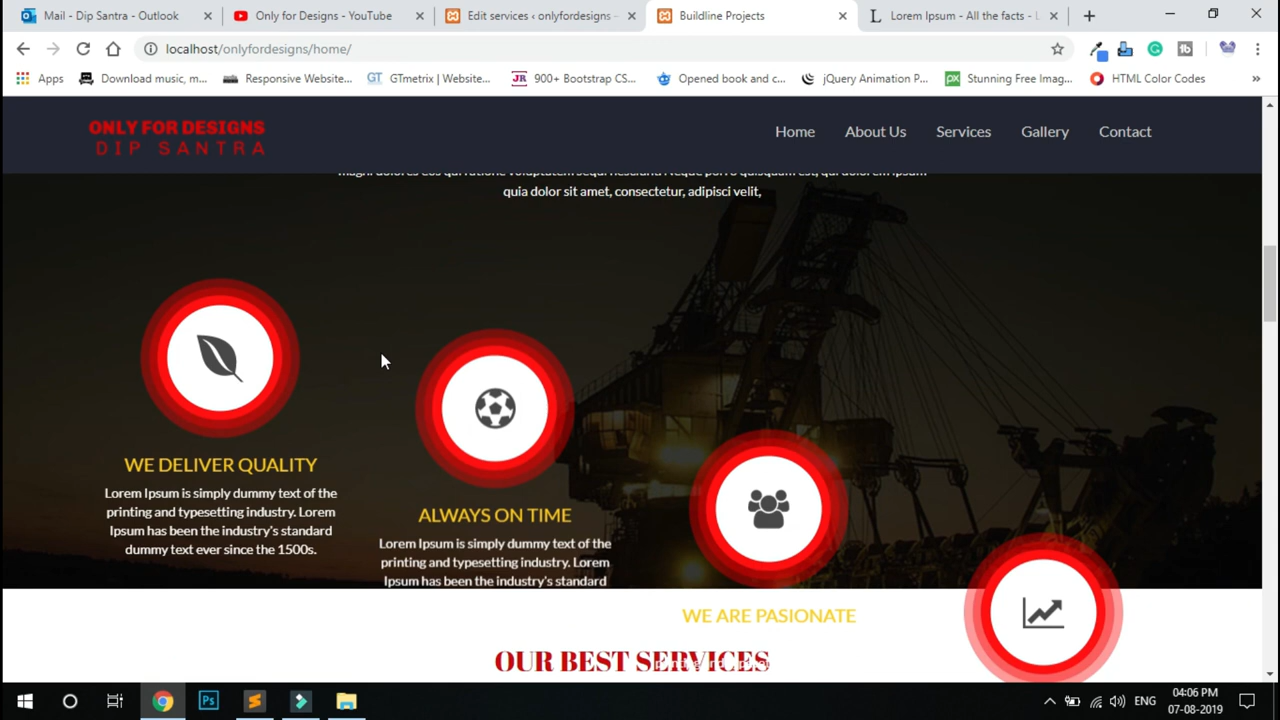 Mail - Dip Santra - Outlook
Only for Designs - YouTube
Edit services ‹ onlyfordesigns –
Buildline Projects
Lorem Ipsum - All the facts - L
localhost/onlyfordesigns/home/
Apps
Download music, m...
Responsive Website...
GT
GTmetrix | Website...
JR
900+ Bootstrap CS...
Opened book and c...
jQuery Animation P...
px
Stunning Free Imag...
HTML Color Codes
»
ONLY FOR DESIGNS
DIP SANTRA
Home
About Us
Services
Gallery
Contact
magni dolores eos qui ratione voluptatem sequi nesciunt. Neque porro quisquam est, qui dolorem ipsum
quia dolor sit amet, consectetur, adipisci velit,
WE DELIVER QUALITY
Lorem Ipsum is simply dummy text of the
printing and typesetting industry. Lorem
Ipsum has been the industry's standard
dummy text ever since the 1500s.
ALWAYS ON TIME
Lorem Ipsum is simply dummy text of the
printing and typesetting industry. Lorem
Ipsum has been the industry's standard
WE ARE PASIONATE
OUR BEST SERVICES
Ps
ENG
04:06 PM
07-08-2019